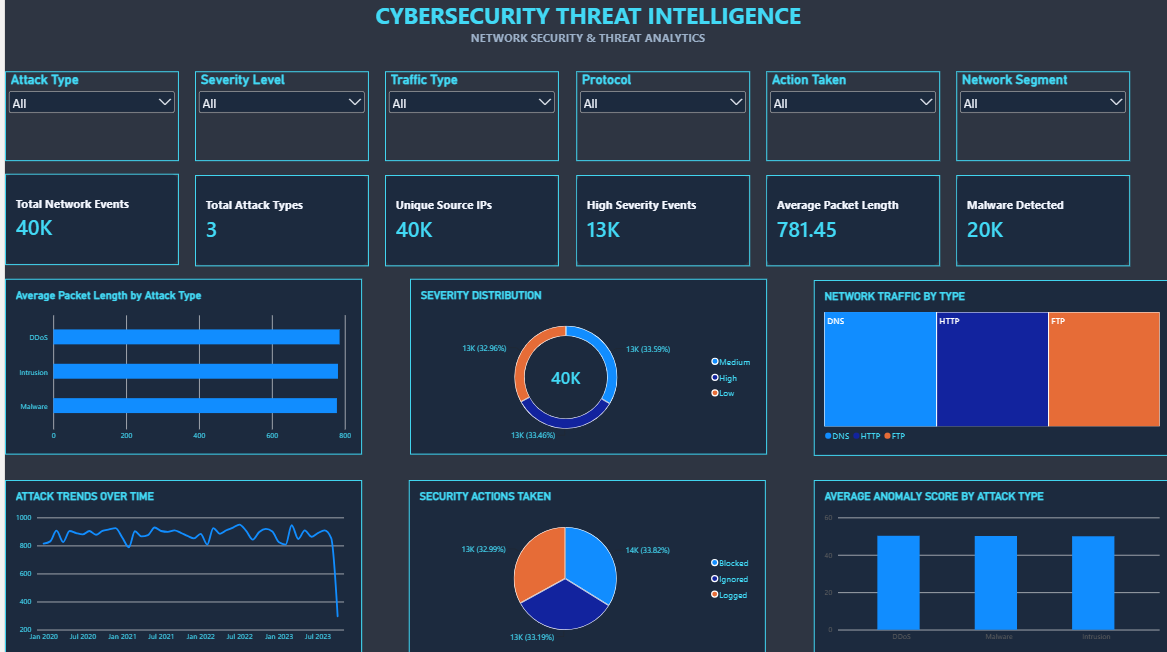 CYBERSECURITY THREAT INTELLIGENCE
NETWORK SECURITY & THREAT ANALYTICS
Attack Type
All
Severity Level
All
Traffic Type
All
Protocol
All
Action Taken
All
Network Segment
All
Total Network Events
40K
Total Attack Types
3
Unique Source IPs
40K
High Severity Events
13K
Average Packet Length
781.45
Malware Detected
20K
Average Packet Length by Attack Type
DDoS
Intrusion
Malware
0 200 400 600 800
SEVERITY DISTRIBUTION
13K (32.96%)
13K (33.59%)
40K
13K (33.46%)
Medium
High
Low
NETWORK TRAFFIC BY TYPE
DNS
HTTP
FTP
DNS HTTP FTP
ATTACK TRENDS OVER TIME
1000
800
600
400
200
Jan 2020 Jul 2020 Jan 2021 Jul 2021 Jan 2022 Jul 2022 Jan 2023 Jul 2023
SECURITY ACTIONS TAKEN
13K (32.99%)
14K (33.82%)
13K (33.19%)
Blocked
Ignored
Logged
AVERAGE ANOMALY SCORE BY ATTACK TYPE
60
40
20
0
DDoS Malware Intrusion